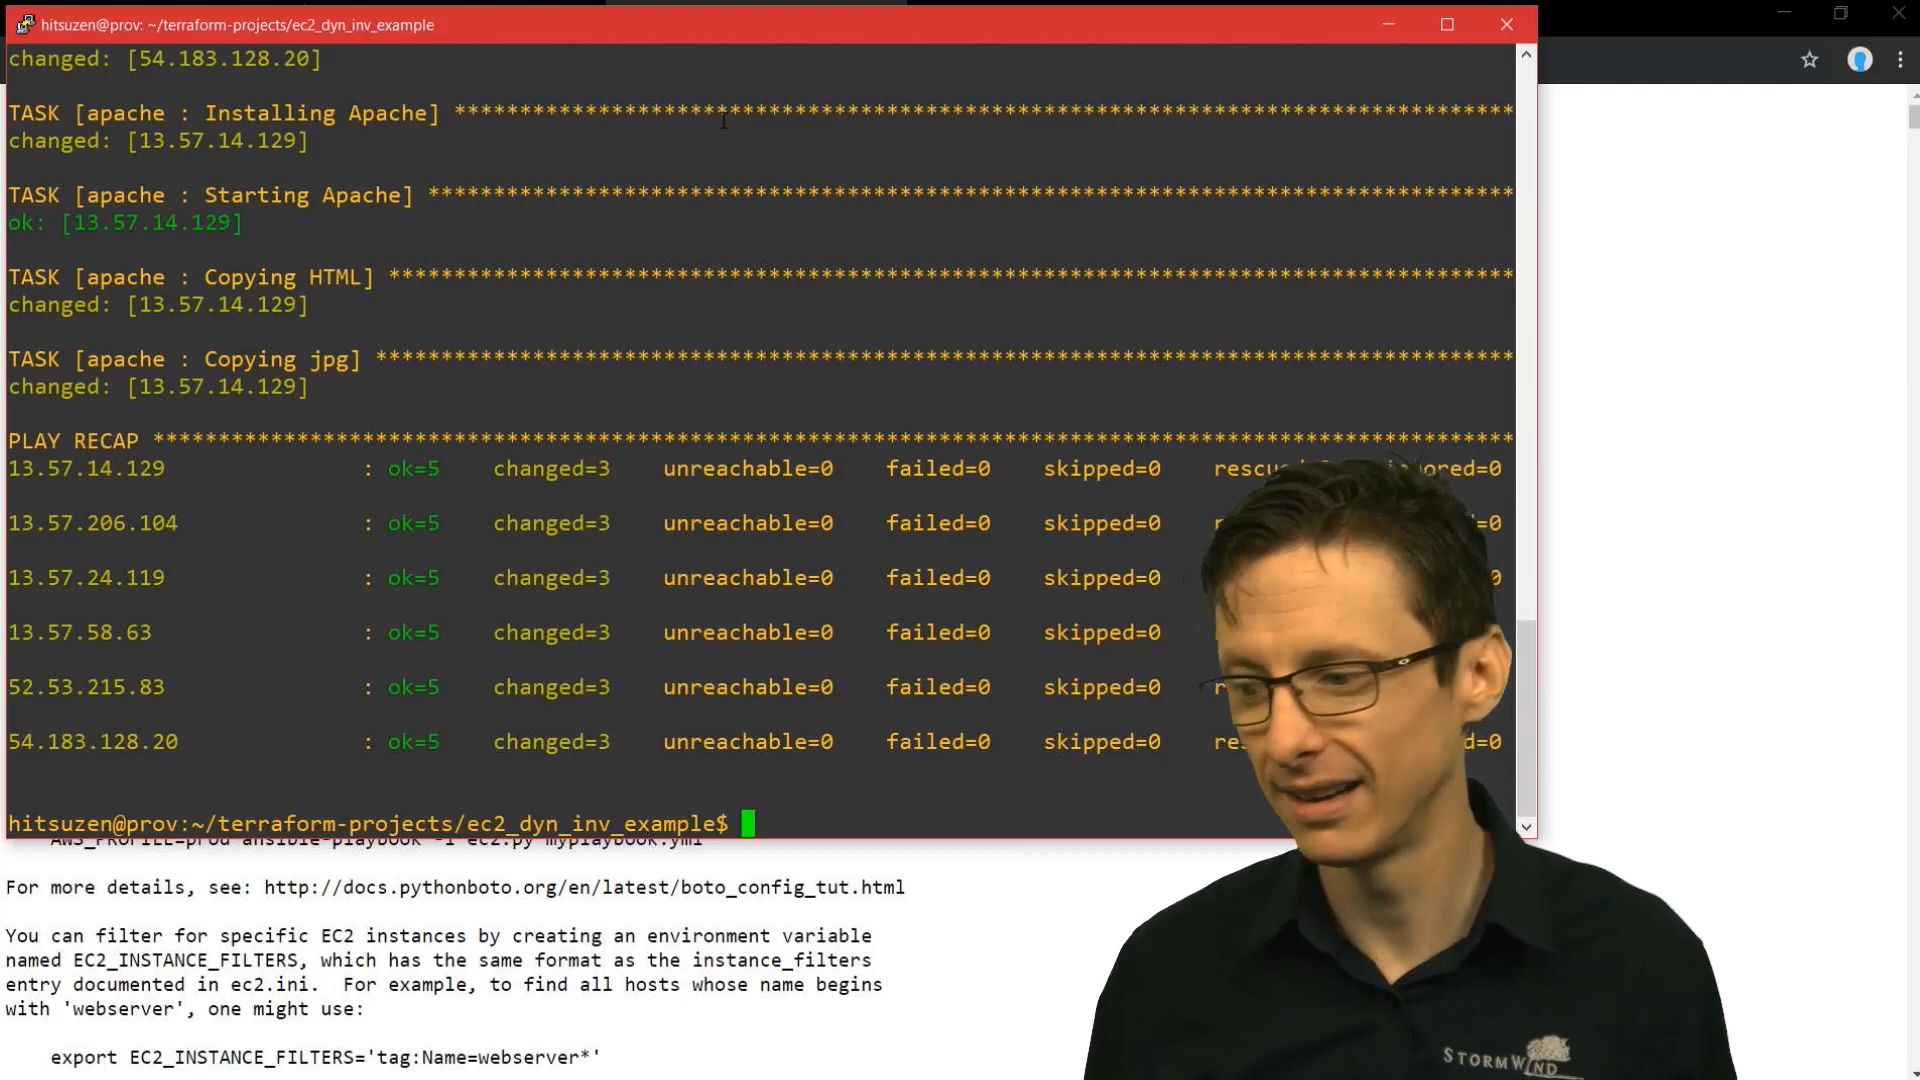 hitsuzen@prov: ~/terraform-projects/ec2_dyn_inv_example
changed: [54.183.128.20]
TASK [apache : Installing Apache] *********************************************************************************
changed: [13.57.14.129]
TASK [apache : Starting Apache] ***********************************************************************************
ok: [13.57.14.129]
TASK [apache : Copying HTML] **************************************************************************************
changed: [13.57.14.129]
TASK [apache : Copying jpg] ***************************************************************************************
changed: [13.57.14.129]
PLAY RECAP ********************************************************************************************************
13.57.14.129 : ok=5 changed=3 unreachable=0 failed=0 skipped=0
13.57.206.104 : ok=5 changed=3 unreachable=0 failed=0 skipped=0
13.57.24.119 : ok=5 changed=3 unreachable=0 failed=0 skipped=0
13.57.58.63 : ok=5 changed=3 unreachable=0 failed=0 skipped=0
52.53.215.83 : ok=5 changed=3 unreachable=0 failed=0 skipped=0
54.183.128.20 : ok=5 changed=3 unreachable=0 failed=0 skipped=0
hitsuzen@prov:~/terraform-projects/ec2_dyn_inv_example$
AWS_PROFILE=prod ansible-playbook -i ec2.py myplaybook.yml
For more details, see: http://docs.pythonboto.org/en/latest/boto_config_tut.html
You can filter for specific EC2 instances by creating an environment variable
named EC2_INSTANCE_FILTERS, which has the same format as the instance_filters
entry documented in ec2.ini. For example, to find all hosts whose name begins
with 'webserver', one might use:
export EC2_INSTANCE_FILTERS='tag:Name=webserver*'
STORMWIND